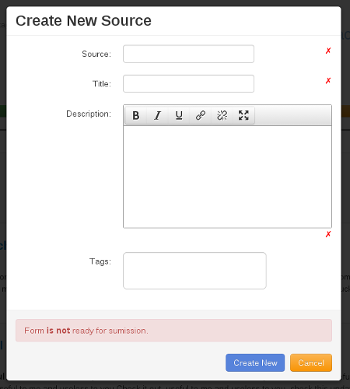 Create New Source
Source:
✗
Title:
✗
Description:
B I U
✗
Tags:
Form is not ready for sumission.
Create New
Cancel